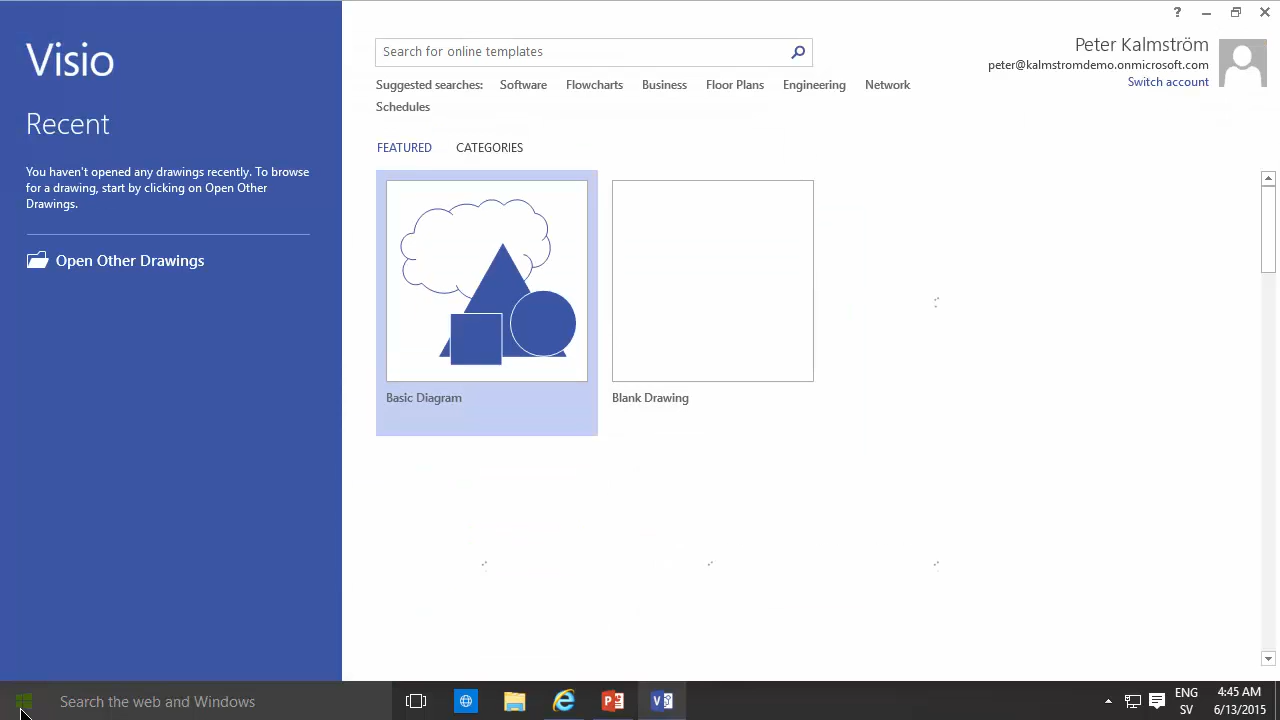 Visio
Recent
You haven't opened any drawings recently. To browse
for a drawing, start by clicking on Open Other
Drawings.
Open Other Drawings
?
Search for online templates
Peter Kalmström
peter@kalmstromdemo.onmicrosoft.com
Switch account
Suggested searches: Software Flowcharts Business Floor Plans Engineering Network
Schedules
FEATURED CATEGORIES
Basic Diagram
Blank Drawing
Search the web and Windows
ENG
SV
4:45 AM
6/13/2015